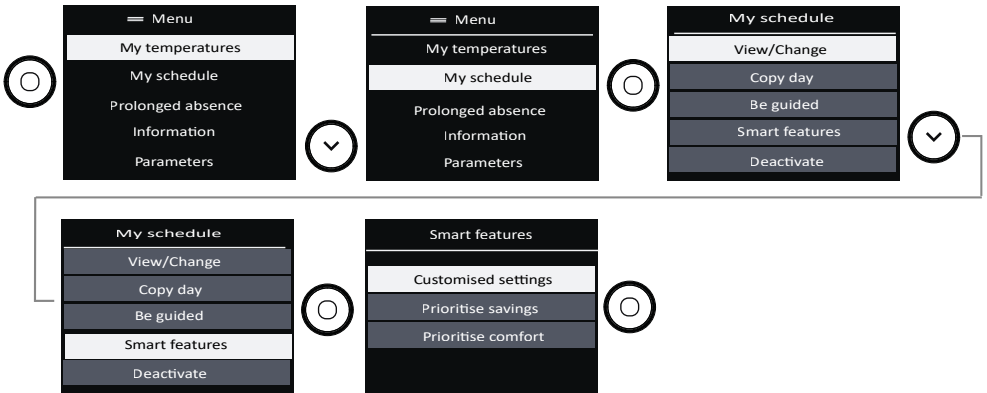 Menu
My temperatures
My schedule
Prolonged absence
Information
Parameters
Menu
My temperatures
My schedule
Prolonged absence
Information
Parameters
My schedule
View/Change
Copy day
Be guided
Smart features
Deactivate
My schedule
View/Change
Copy day
Be guided
Smart features
Deactivate
Smart features
Customised settings
Prioritise savings
Prioritise comfort